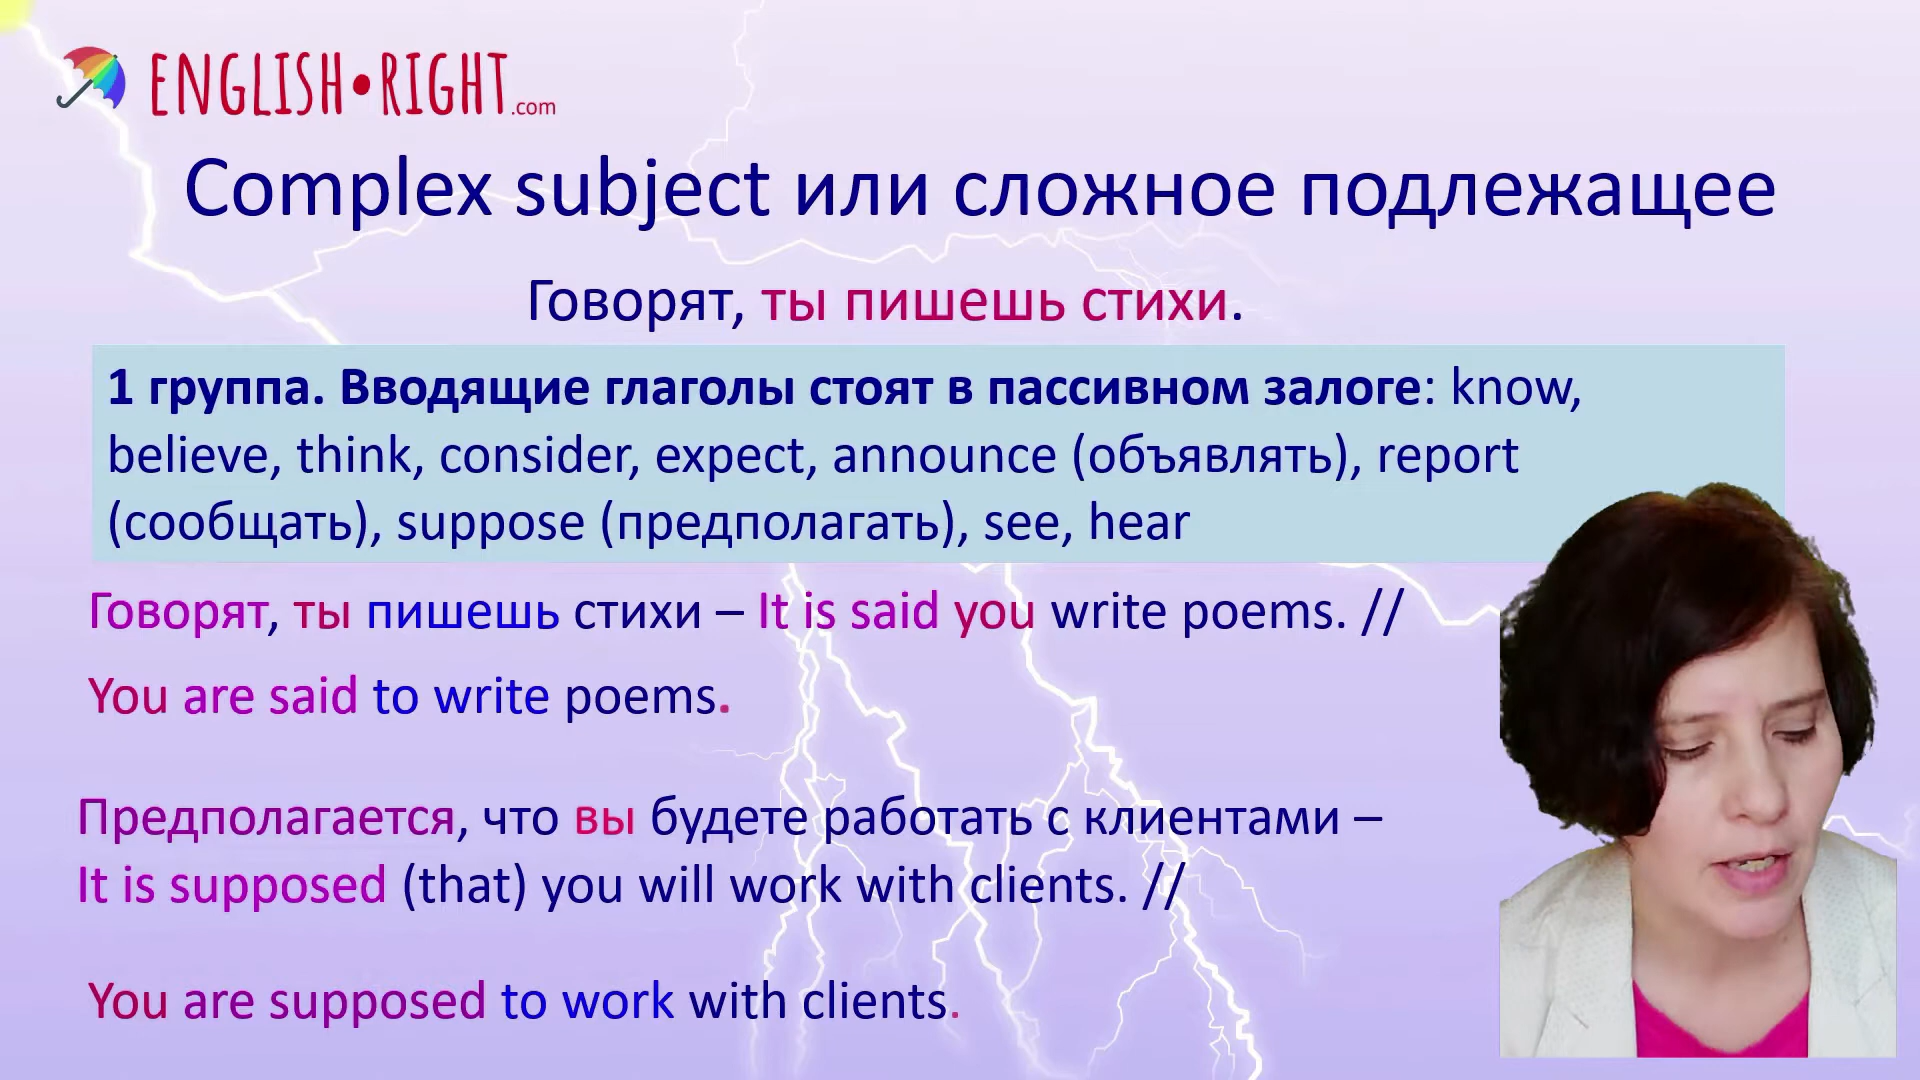 ENGLISH•RIGHT.com
Complex subject или сложное подлежащее
Говорят, ты пишешь стихи.
1 группа. Вводящие глаголы стоят в пассивном залоге: know,
believe, think, consider, expect, announce (объявлять), report
(сообщать), suppose (предполагать), see, hear
Говорят, ты пишешь стихи – It is said you write poems. //
You are said to write poems.
Предполагается, что вы будете работать с клиентами –
It is supposed (that) you will work with clients. //
You are supposed to work with clients.